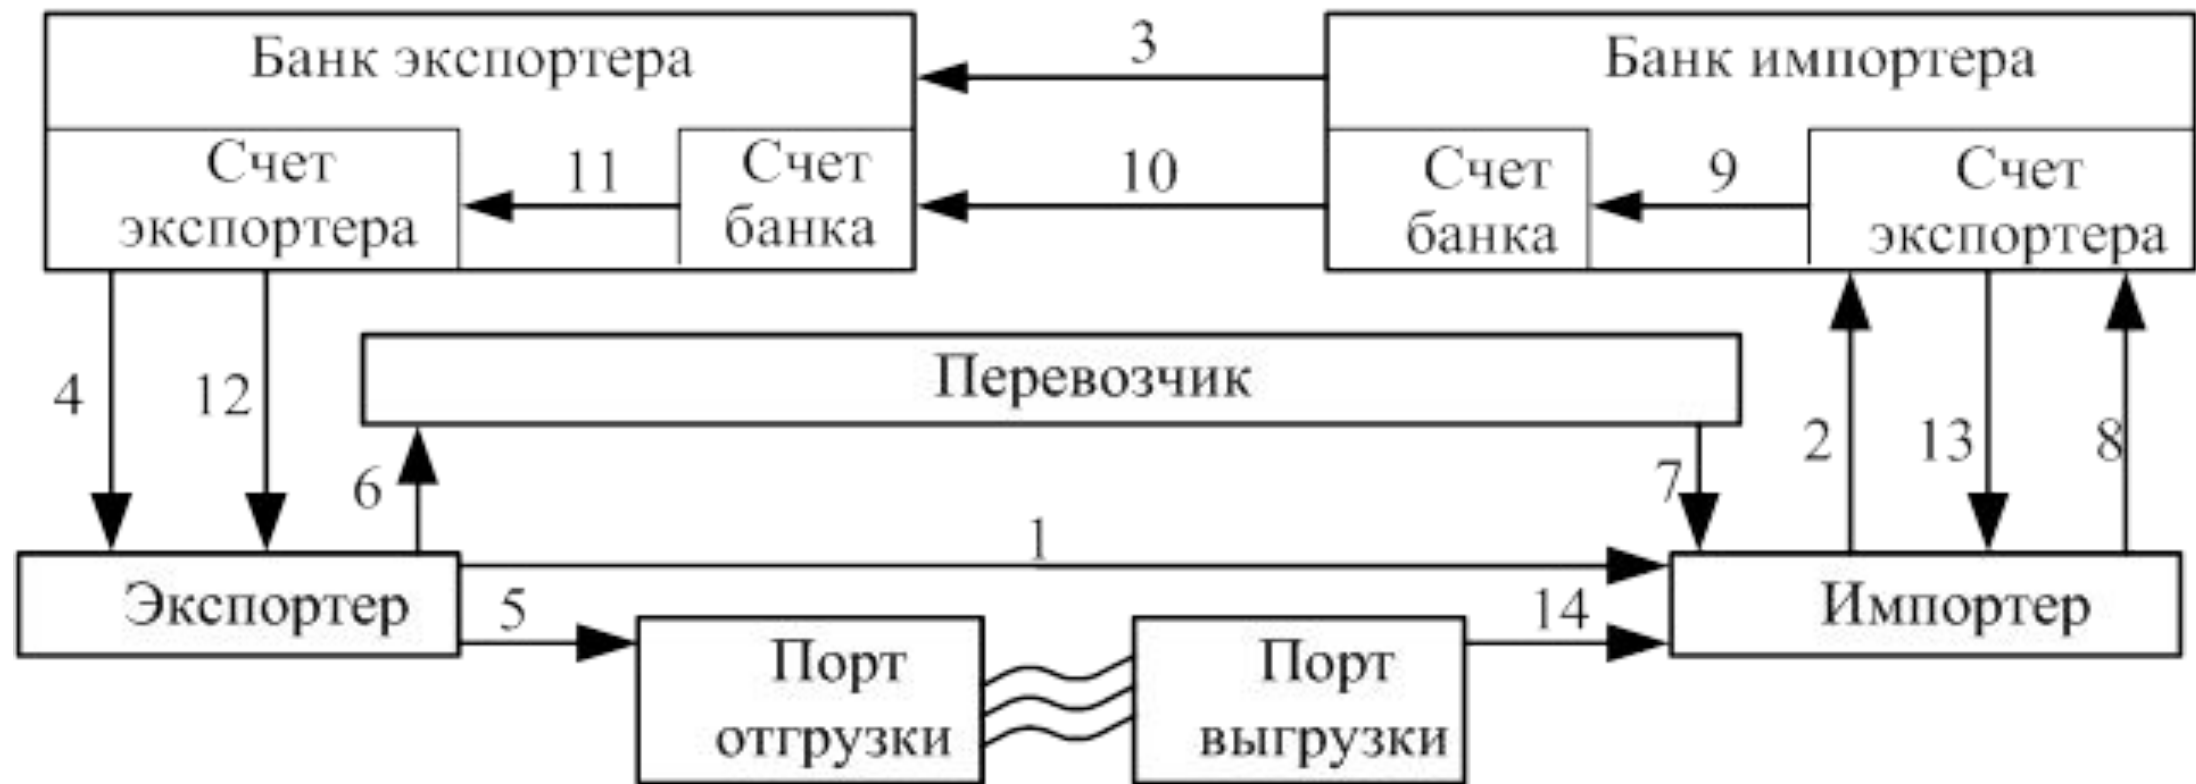 Банк экспортера
3
Банк импортера
Счет
экспортера
11
Счет
банка
10
Счет
банка
9
Счет
экспортера
4
12
Перевозчик
6
7
2
13
8
1
Экспортер
5
14
Импортер
Порт
отгрузки
Порт
выгрузки